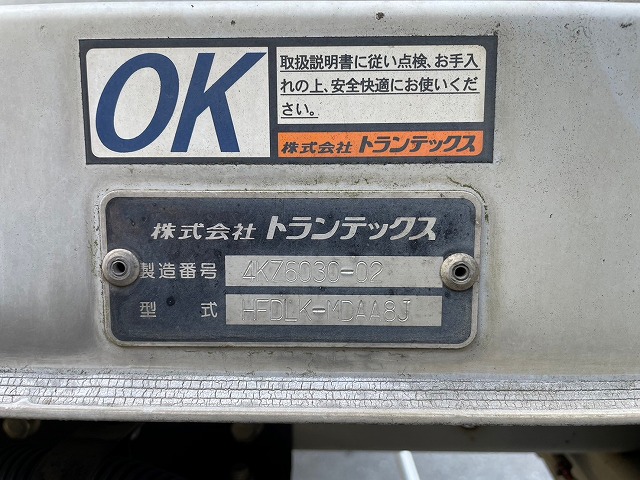 OK
取扱説明書に従い点検、お手入
れの上、安全快適にお使いくだ
さい。
株式会社 トランテックス
株式会社 トランテックス
製造番号 4K76030-02
型式 HFDLK-MDAA8J